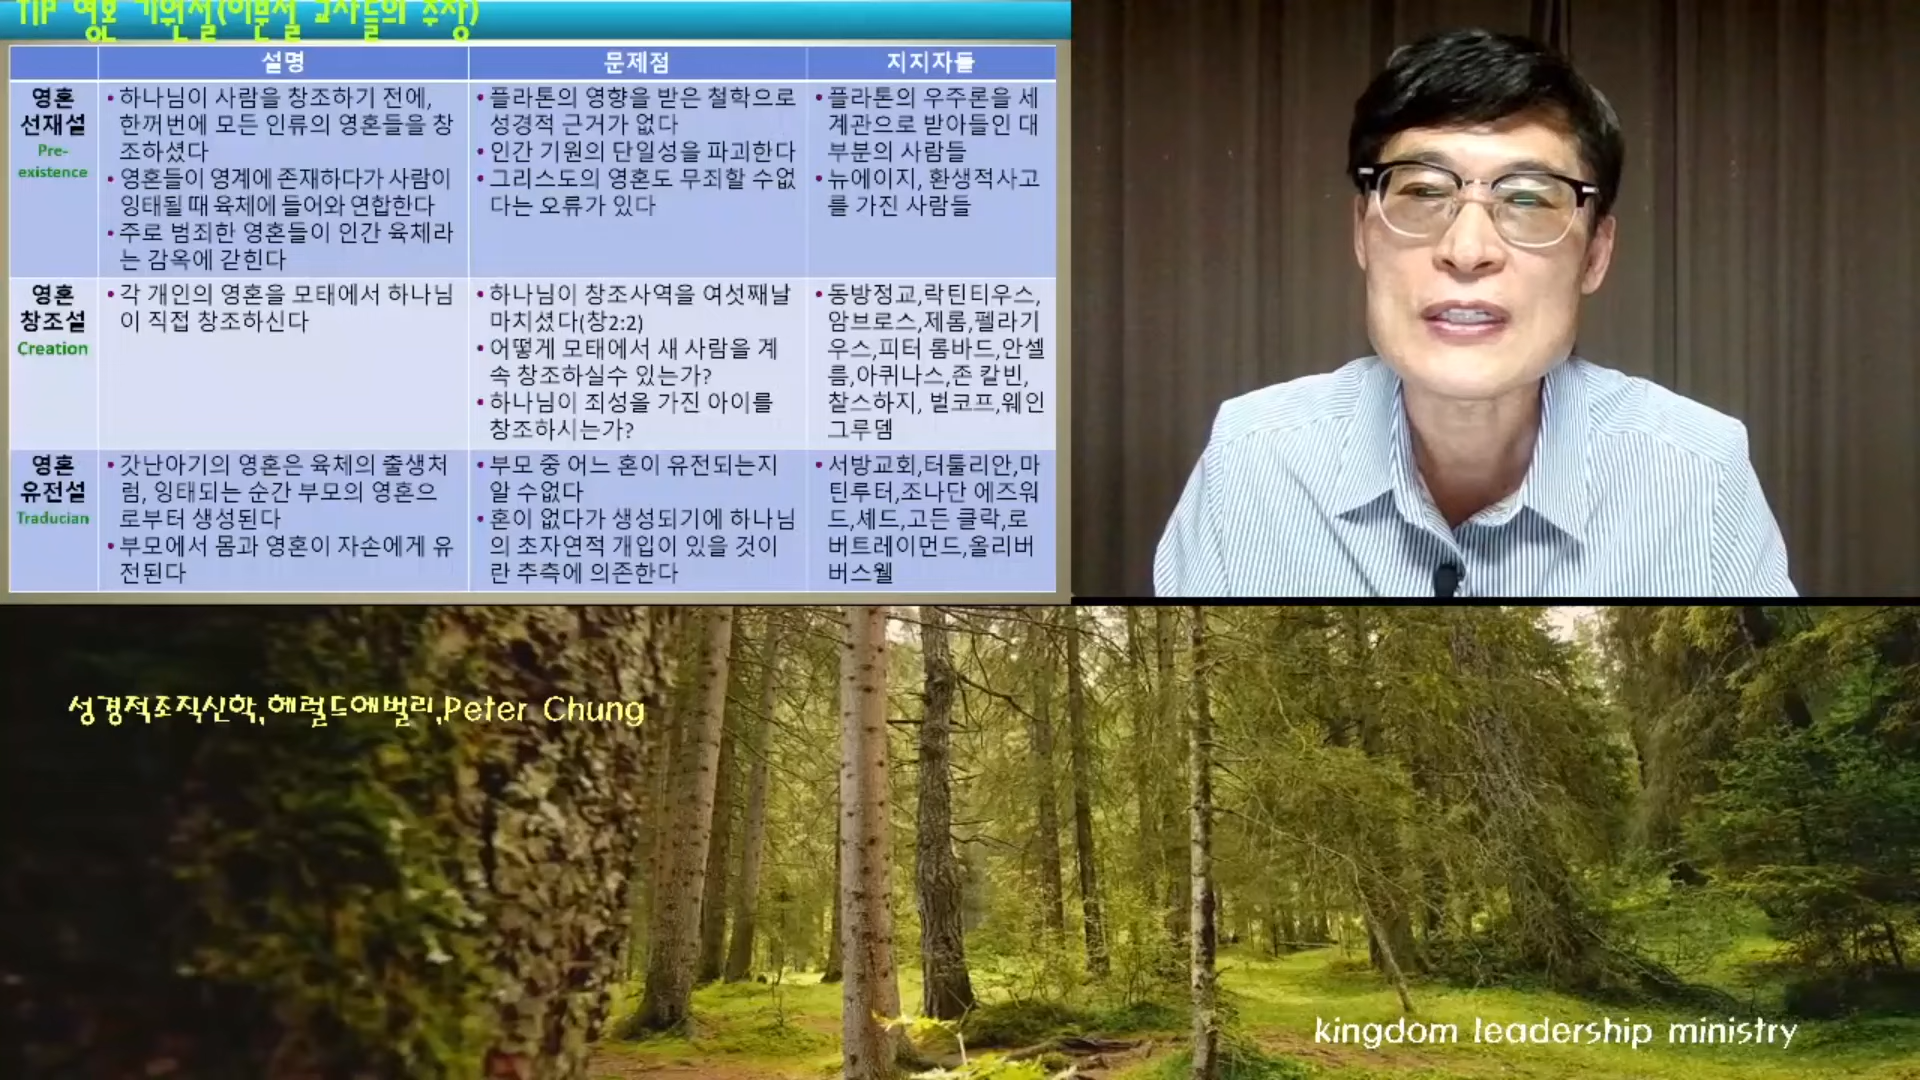 TIP 영혼 기원설(이분설 교사들의 주장)
설명
문제점
지지자들
영혼
선재설
Pre-
existence
• 하나님이 사람을 창조하기 전에,
한꺼번에 모든 인류의 영혼들을 창
조하셨다
• 영혼들이 영계에 존재하다가 사람이
잉태될 때 육체에 들어와 연합한다
• 주로 범죄한 영혼들이 인간 육체라
는 감옥에 갇힌다
• 플라톤의 영향을 받은 철학으로
성경적 근거가 없다
• 인간 기원의 단일성을 파괴한다
• 그리스도의 영혼도 무죄할 수없
다는 오류가 있다
• 플라톤의 우주론을 세
계관으로 받아들인 대
부분의 사람들
• 뉴에이지, 환생적사고
를 가진 사람들
영혼
창조설
Creation
• 각 개인의 영혼을 모태에서 하나님
이 직접 창조하신다
• 하나님이 창조사역을 여섯째날
마치셨다(창2:2)
• 어떻게 모태에서 새 사람을 계
속 창조하실수 있는가?
• 하나님이 죄성을 가진 아이를
창조하시는가?
• 동방정교,락틴티우스,
암브로스,제롬,펠라기
우스,피터 롬바드,안셀
름,아퀴나스,존 칼빈,
찰스하지, 벌코프,웨인
그루뎀
영혼
유전설
Traducian
• 갓난아기의 영혼은 육체의 출생처
럼, 잉태되는 순간 부모의 영혼으
로부터 생성된다
• 부모에서 몸과 영혼이 자손에게 유
전된다
• 부모 중 어느 혼이 유전되는지
알 수없다
• 혼이 없다가 생성되기에 하나님
의 초자연적 개입이 있을 것이
란 추측에 의존한다
• 서방교회,터툴리안,마
틴루터,조나단 에즈워
드,셰드,고든 클락,로
버트레이먼드,올리버
버스웰
성경적조직신학,헤럴드에벌리,Peter Chung
kingdom leadership ministry